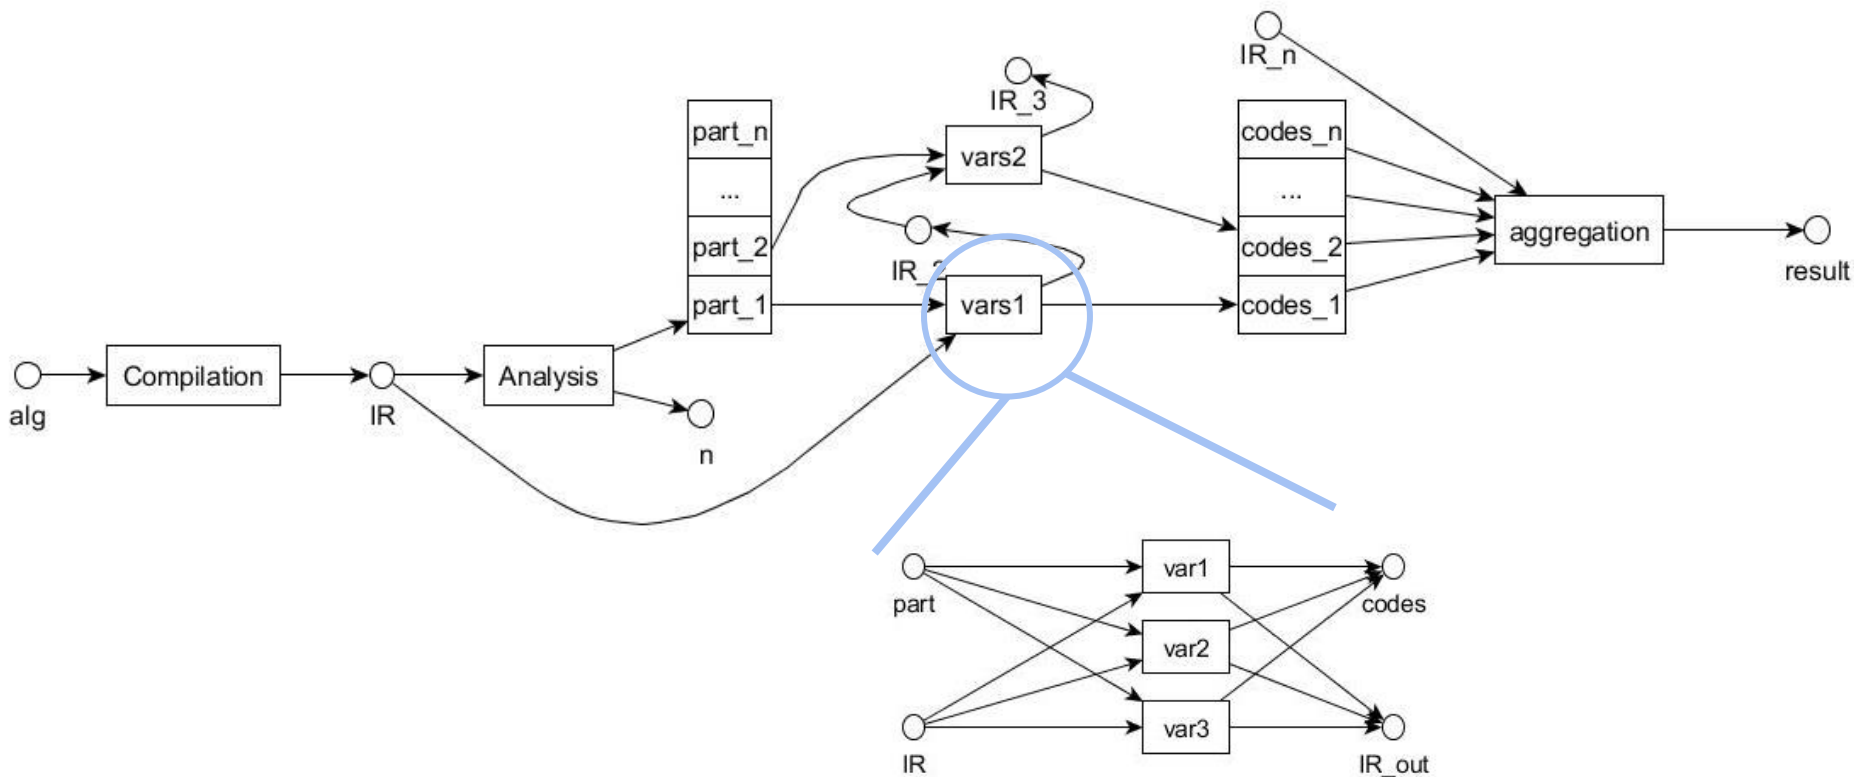 IR_n
IR_3
part_n
codes_n
vars2
...
...
part_2
codes_2
aggregation
IR_2
result
part_1
vars1
codes_1
Compilation
Analysis
alg
IR
n
var1
part
codes
var2
var3
IR
IR_out